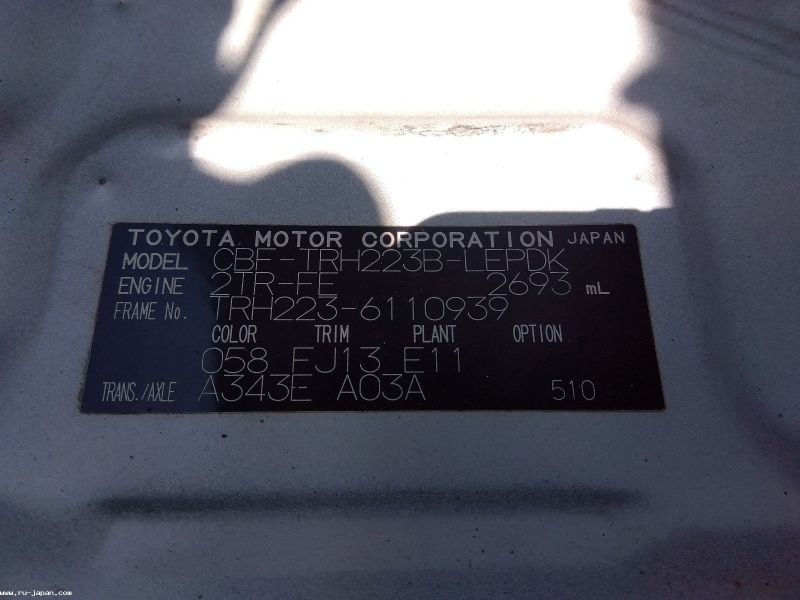 TOYOTA MOTOR CORPORATION JAPAN
MODEL CBF-TRH223B-LEPDK
ENGINE 2TR-FE 2693 mL
FRAME No. TRH223-6110939
COLOR TRIM PLANT OPTION
058 FJ13 E11
TRANS./AXLE A343E A03A 510
www.ru-japan.com